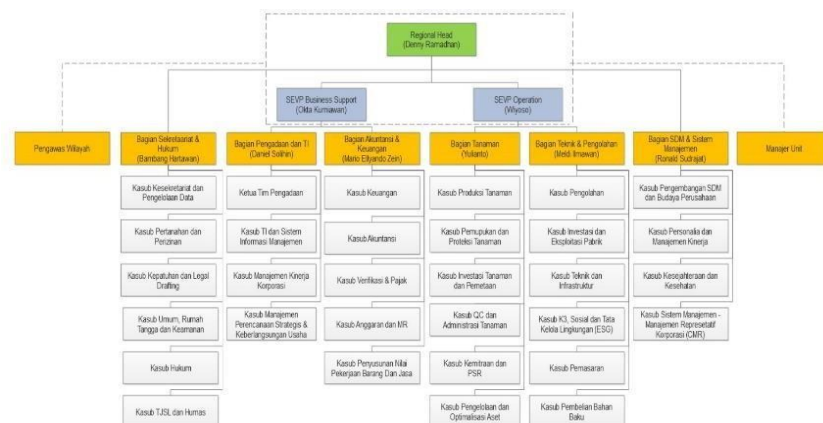 Regional Head
(Denny Ramadhan)
SEVP Business Support
(Okta Kurniawan)
SEVP Operation
(Wiyoso)
Pengawas Wilayah
Bagian Sekretariat &
Hukum
(Bambang Hartawan)
Bagian Pengadaan dan TI
(Daniel Solihin)
Bagian Akuntansi &
Keuangan
(Mario Ellyando Zein)
Bagian Tanaman
(Yulianto)
Bagian Teknik & Pengolahan
(Meldi Ilmawan)
Bagian SDM & Sistem
Manajemen
(Ronald Sudrajat)
Manajer Unit
Kasub Kesekretariat dan
Pengelolaan Data
Kasub Pertanahan dan
Perizinan
Kasub Kepatuhan dan Legal
Drafting
Kasub Umum, Rumah
Tangga dan Keamanan
Kasub Hukum
Kasub TJSL dan Humas
Ketua Tim Pengadaan
Kasub TI dan Sistem
Informasi Manajemen
Kasub Manajemen Kinerja
Korporasi
Kasub Manajemen
Perencanaan Strategis &
Keberlangsungan Usaha
Kasub Keuangan
Kasub Akuntansi
Kasub Verifikasi & Pajak
Kasub Anggaran dan MR
Kasub Penyusunan Nilai
Pekerjaan Barang Dan Jasa
Kasub Produksi Tanaman
Kasub Pemupukan dan
Proteksi Tanaman
Kasub Investasi Tanaman
dan Pemetaan
Kasub QC dan
Administrasi Tanaman
Kasub Kemitraan dan
PSR
Kasub Pengelolaan dan
Optimalisasi Aset
Kasub Pengolahan
Kasub Investasi dan
Eksploitasi Pabrik
Kasub Teknik dan
Infrastruktur
Kasub K3, Sosial dan Tata
Kelola Lingkungan (ESG)
Kasub Pemasaran
Kasub Pembelian Bahan
Baku
Kasub Pengembangan SDM
dan Budaya Perusahaan
Kasub Personalia dan
Manajemen Kinerja
Kasub Kesejahteraan dan
Kesehatan
Kasub Sistem Manajemen -
Manajemen Represetatif
Korporasi (CMR)